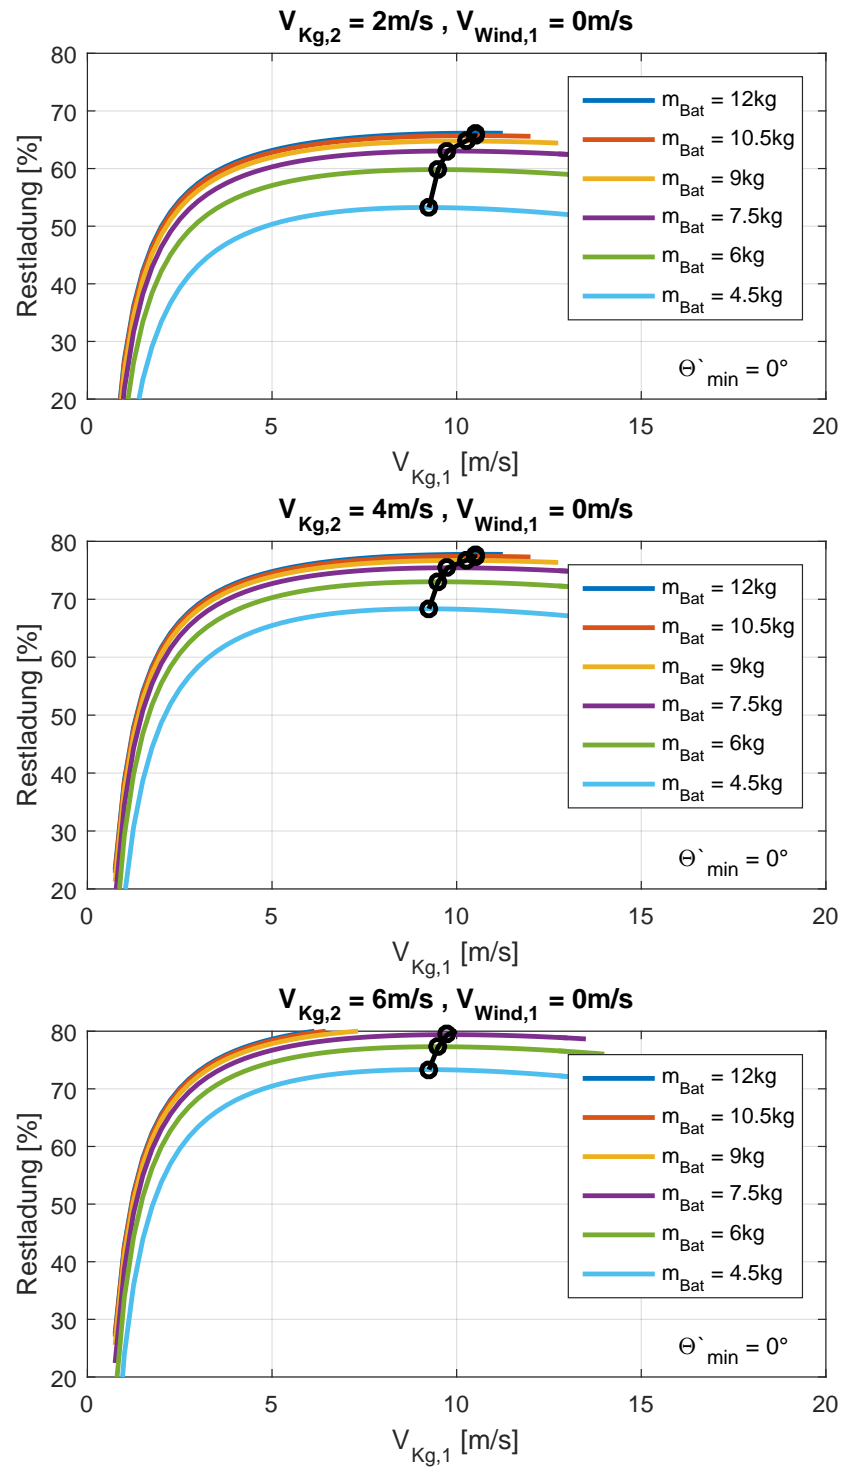 V_Kg,2 = 2m/s , V_Wind,1 = 0m/s
80
70
60
50
40
30
20
Restladung [%]
m_Bat = 12kg
m_Bat = 10.5kg
m_Bat = 9kg
m_Bat = 7.5kg
m_Bat = 6kg
m_Bat = 4.5kg
Θ`_min = 0°
0 5 10 15 20
V_Kg,1 [m/s]
V_Kg,2 = 4m/s , V_Wind,1 = 0m/s
80
70
60
50
40
30
20
Restladung [%]
m_Bat = 12kg
m_Bat = 10.5kg
m_Bat = 9kg
m_Bat = 7.5kg
m_Bat = 6kg
m_Bat = 4.5kg
Θ`_min = 0°
0 5 10 15 20
V_Kg,1 [m/s]
V_Kg,2 = 6m/s , V_Wind,1 = 0m/s
80
70
60
50
40
30
20
Restladung [%]
m_Bat = 12kg
m_Bat = 10.5kg
m_Bat = 9kg
m_Bat = 7.5kg
m_Bat = 6kg
m_Bat = 4.5kg
Θ`_min = 0°
0 5 10 15 20
V_Kg,1 [m/s]